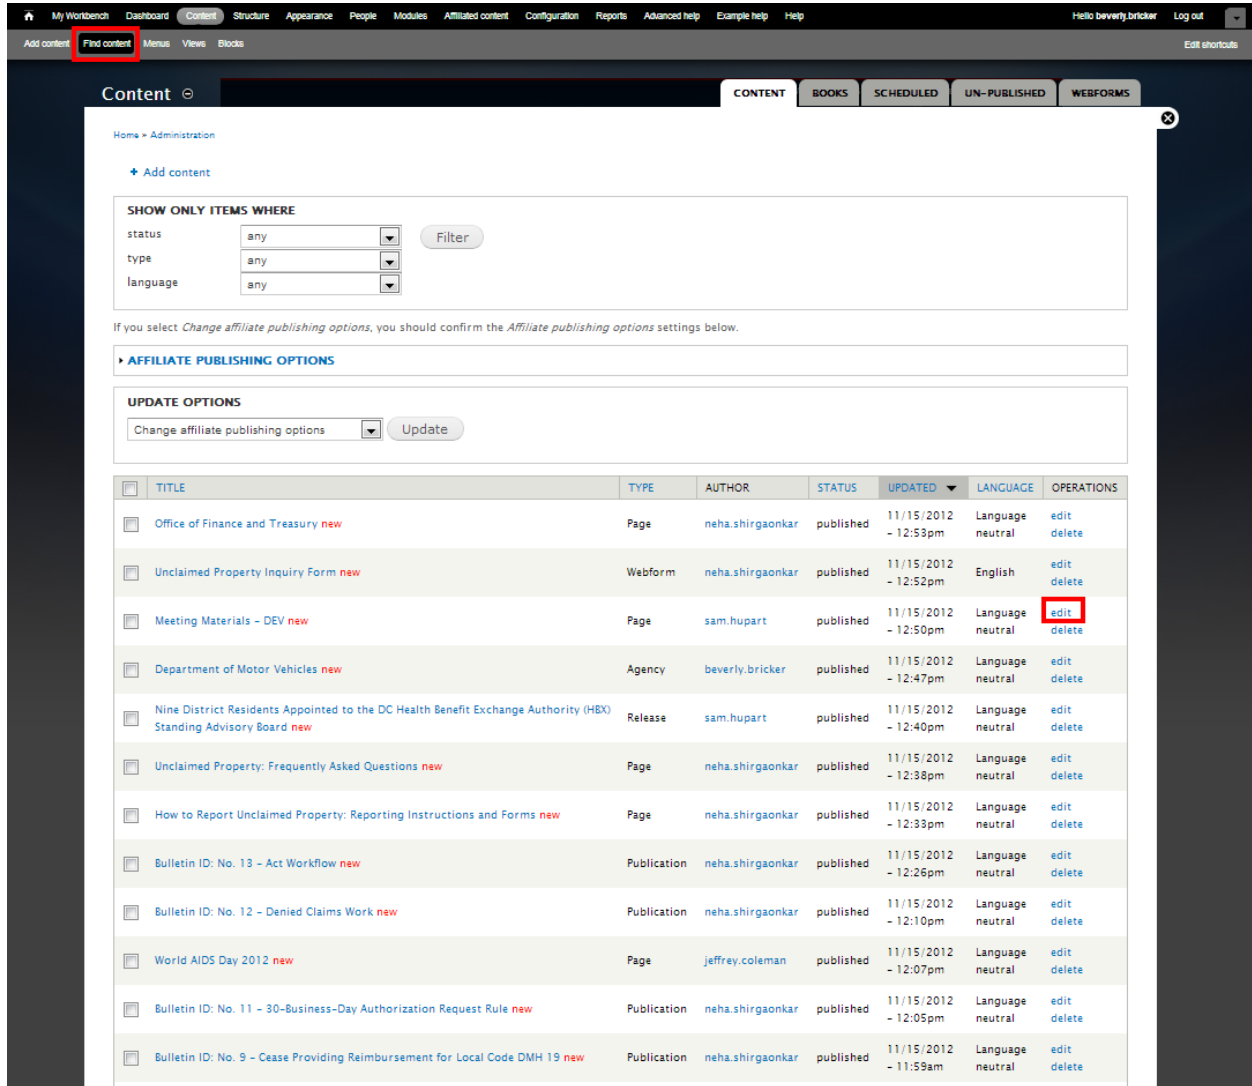 My Workbench Dashboard Content Structure Appearance People Modules Affiliated content Configuration Reports Advanced help Example help Help Hello beverly.bricker Log out
Add content Find content Menus Views Blocks Edit shortcuts
Content CONTENT BOOKS SCHEDULED UN-PUBLISHED WEBFORMS
Home » Administration
+ Add content
SHOW ONLY ITEMS WHERE
status any Filter
type any
language any
If you select Change affiliate publishing options, you should confirm the Affiliate publishing options settings below.
AFFILIATE PUBLISHING OPTIONS
UPDATE OPTIONS
Change affiliate publishing options Update
TITLE TYPE AUTHOR STATUS UPDATED LANGUAGE OPERATIONS
Office of Finance and Treasury new Page neha.shirgaonkar published 11/15/2012 Language edit
- 12:53pm neutral delete
Unclaimed Property Inquiry Form new Webform neha.shirgaonkar published 11/15/2012 English edit
- 12:52pm delete
Meeting Materials - DEV new Page sam.hupart published 11/15/2012 Language edit
- 12:50pm neutral delete
Department of Motor Vehicles new Agency beverly.bricker published 11/15/2012 Language edit
- 12:47pm neutral delete
Nine District Residents Appointed to the DC Health Benefit Exchange Authority (HBX) Release sam.hupart published 11/15/2012 Language edit
Standing Advisory Board new - 12:40pm neutral delete
Unclaimed Property: Frequently Asked Questions new Page neha.shirgaonkar published 11/15/2012 Language edit
- 12:38pm neutral delete
How to Report Unclaimed Property: Reporting Instructions and Forms new Page neha.shirgaonkar published 11/15/2012 Language edit
- 12:33pm neutral delete
Bulletin ID: No. 13 - Act Workflow new Publication neha.shirgaonkar published 11/15/2012 Language edit
- 12:26pm neutral delete
Bulletin ID: No. 12 - Denied Claims Work new Publication neha.shirgaonkar published 11/15/2012 Language edit
- 12:10pm neutral delete
World AIDS Day 2012 new Page jeffrey.coleman published 11/15/2012 Language edit
- 12:07pm neutral delete
Bulletin ID: No. 11 - 30-Business-Day Authorization Request Rule new Publication neha.shirgaonkar published 11/15/2012 Language edit
- 12:05pm neutral delete
Bulletin ID: No. 9 - Cease Providing Reimbursement for Local Code DMH 19 new Publication neha.shirgaonkar published 11/15/2012 Language edit
- 11:59am neutral delete